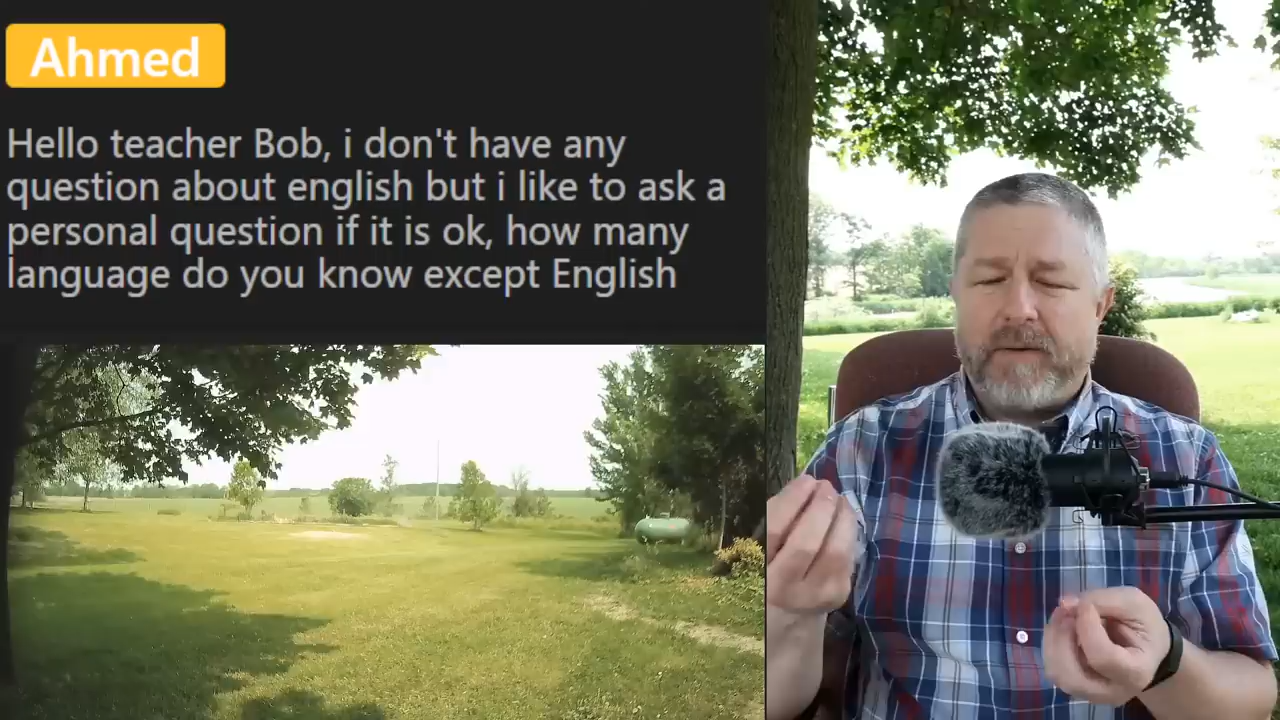 Ahmed
Hello teacher Bob, i don't have any
question about english but i like to ask a
personal question if it is ok, how many
language do you know except English